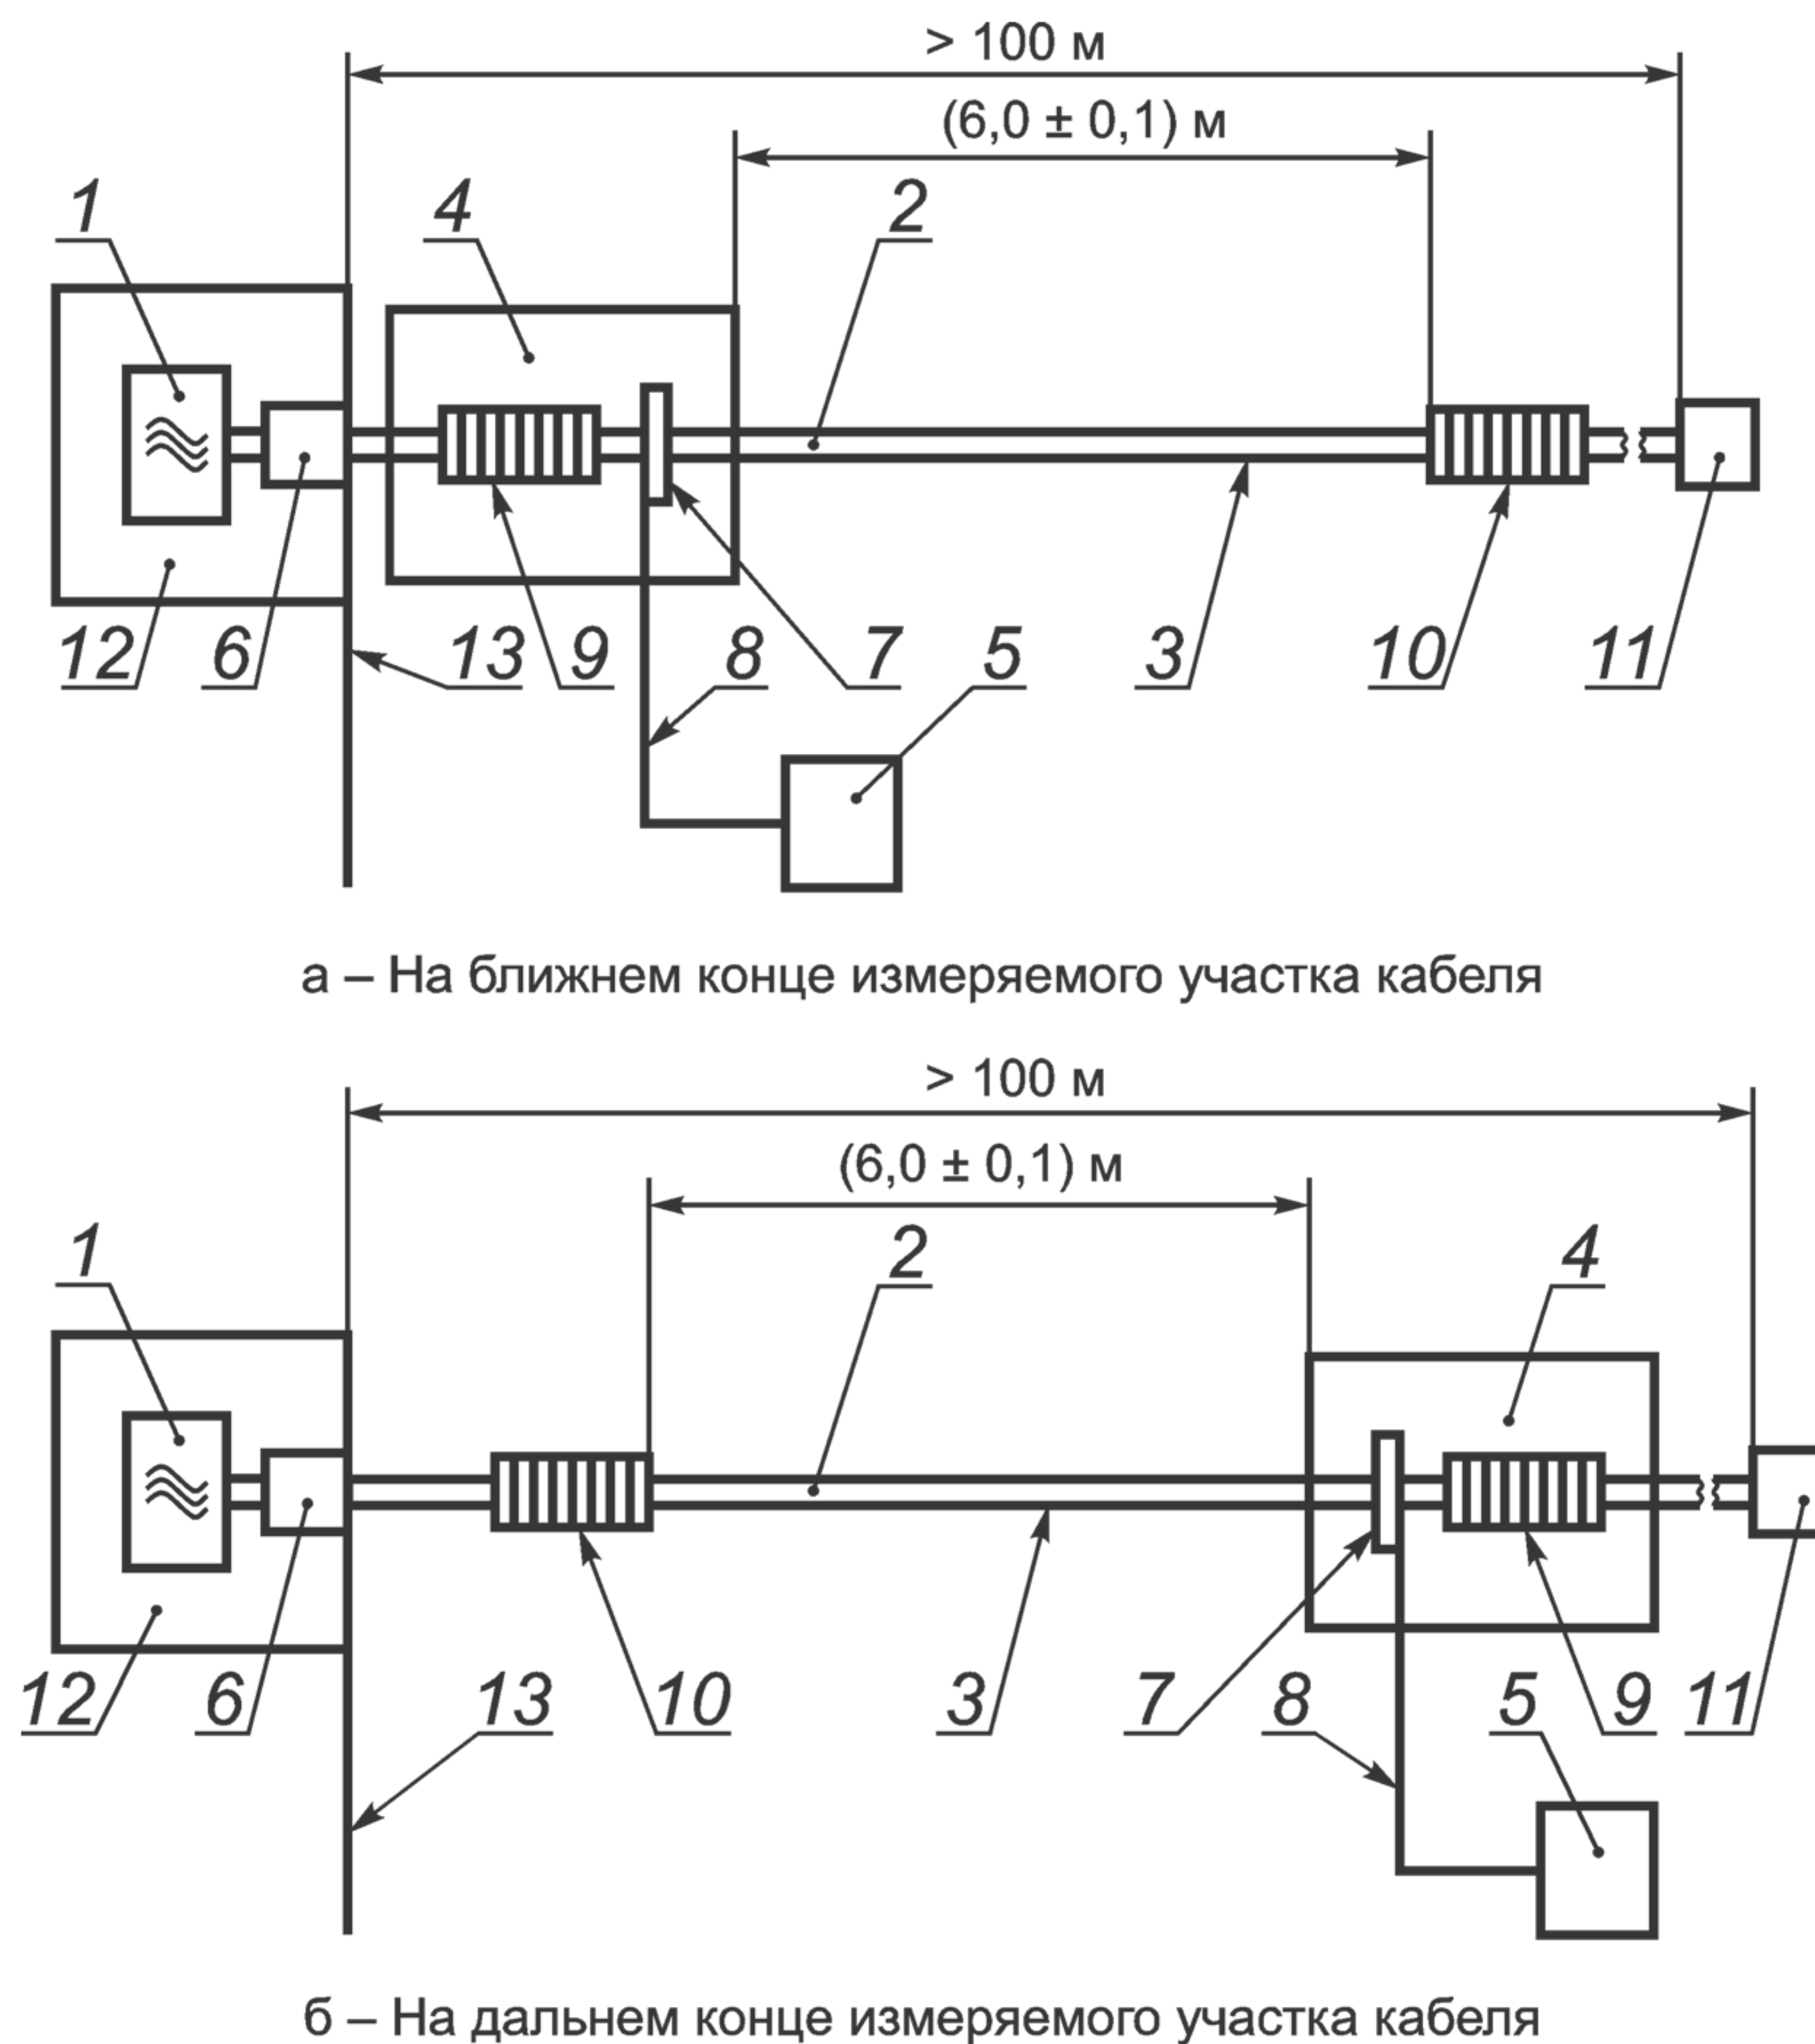 > 100 м
(6,0 ± 0,1) м
1 4 2
12 6 13 9 8 7 5 3 10 11
а – На ближнем конце измеряемого участка кабеля
> 100 м
(6,0 ± 0,1) м
1 2 4
12 6 13 10 3 7 8 5 9 11
б – На дальнем конце измеряемого участка кабеля